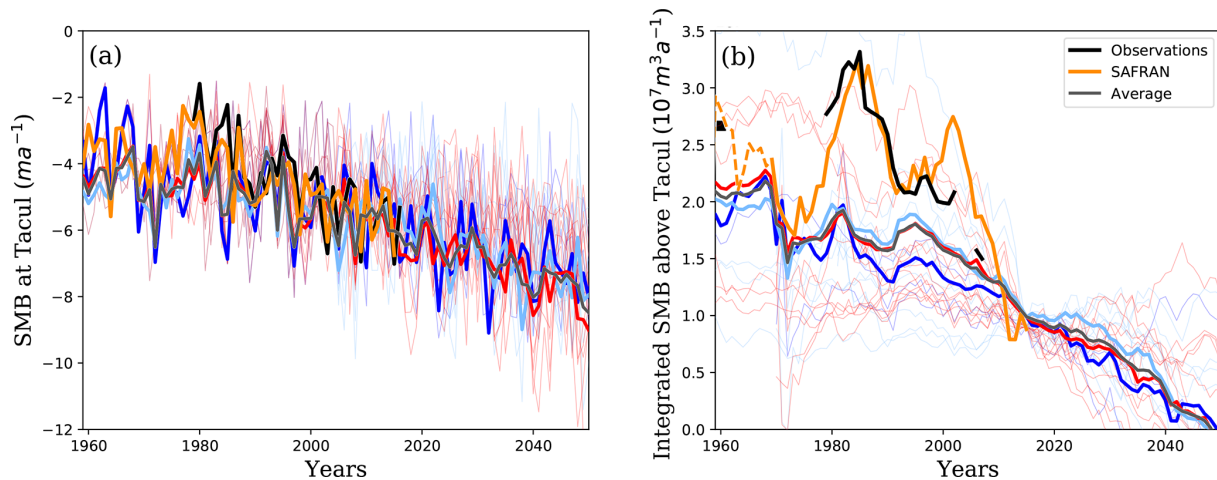 (a)
SMB at Tacul (ma⁻¹)
0
−2
−4
−6
−8
−10
−12
1960
1980
2000
2020
2040
Years
(b)
Integrated SMB above Tacul (10⁷m³a⁻¹)
3.5
3.0
2.5
2.0
1.5
1.0
0.5
0.0
1960
1980
2000
2020
2040
Years
Observations
SAFRAN
Average